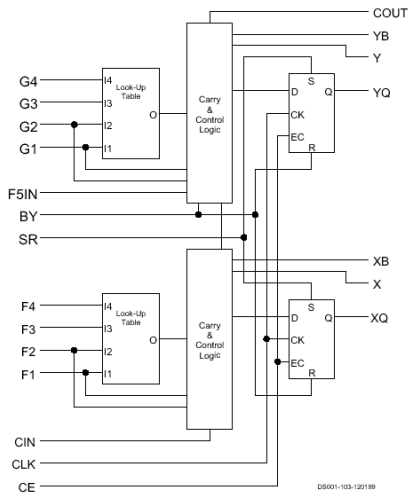 COUT
YB
Y
G4 I4 Look-Up Table S
G3 I3 D Q YQ
G2 I2 O Carry & Control Logic CK
G1 I1 EC
R
F5IN
BY
SR
XB
X
F4 I4 Look-Up Table S
F3 I3 D Q XQ
F2 I2 O Carry & Control Logic CK
F1 I1 EC
R
CIN
CLK
CE
DS001-103-120199